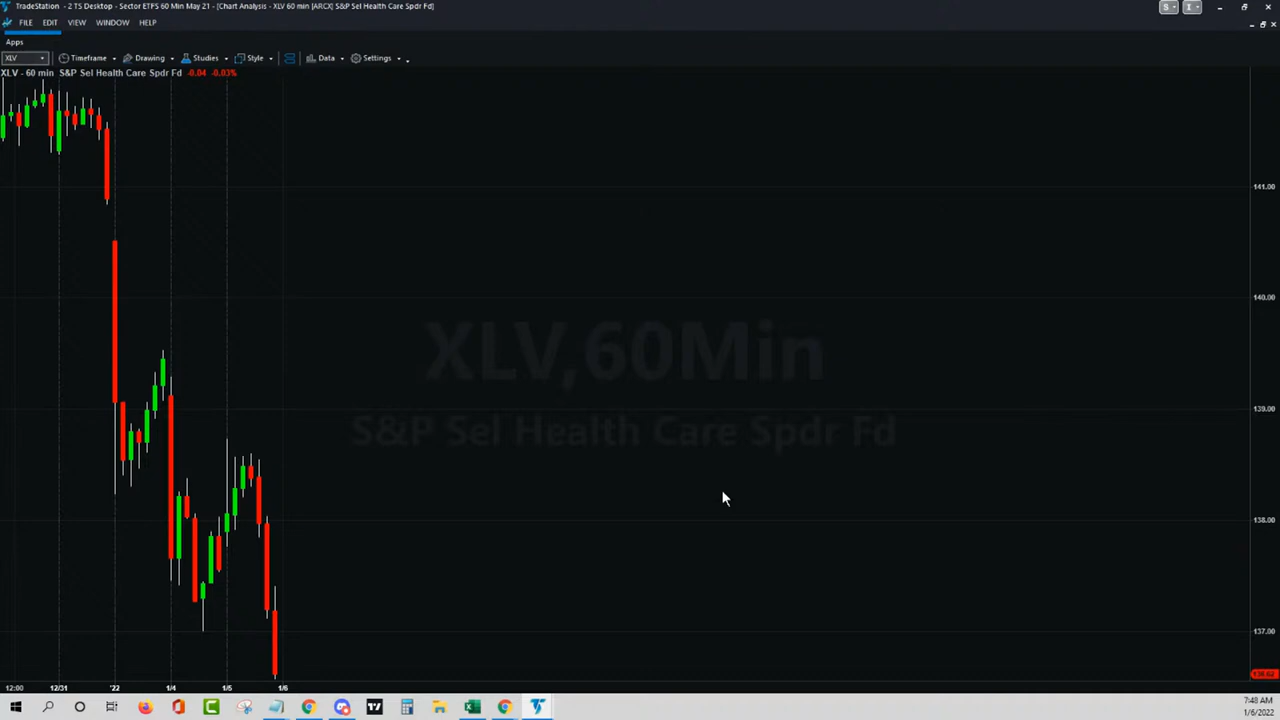 TradeStation - 2 TS Desktop - Sector ETFS 60 Min May 21 - [Chart Analysis - XLV 60 min [ARCX] S&P Sel Health Care Spdr Fd]
S
I
FILE EDIT VIEW WINDOW HELP
Apps
XLV Timeframe Drawing Studies Style Data Settings
XLV - 60 min S&P Sel Health Care Spdr Fd -0.04 -0.03%
141.00
140.00
XLV,60Min
139.00
S&P Sel Health Care Spdr Fd
138.00
137.00
136.62
12:00 12/31 '22 1/4 1/5 1/6
7:48 AM
1/6/2022